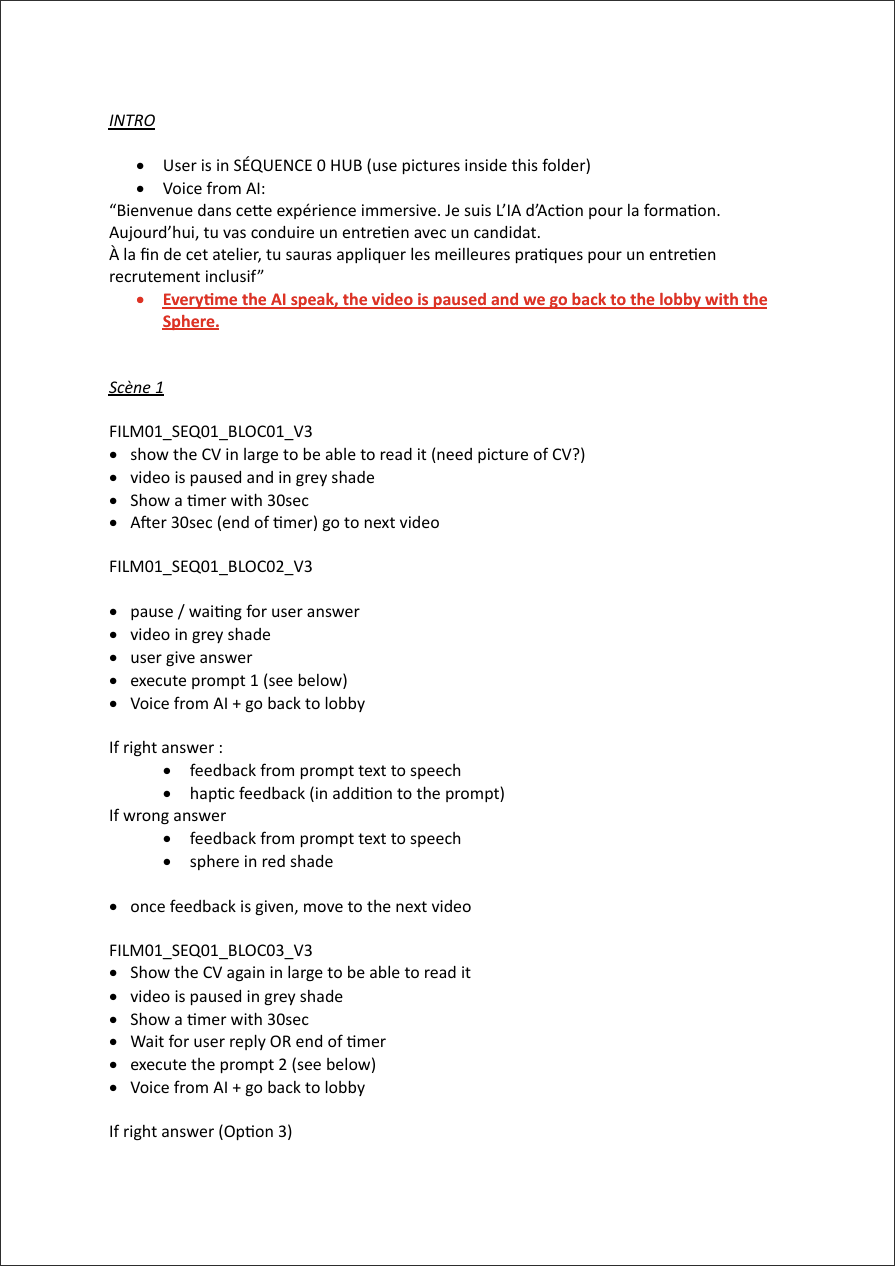 INTRO
• User is in SÉQUENCE 0 HUB (use pictures inside this folder)
• Voice from AI:
“Bienvenue dans cette expérience immersive. Je suis L’IA d’Action pour la formation.
Aujourd’hui, tu vas conduire un entretien avec un candidat.
À la fin de cet atelier, tu sauras appliquer les meilleures pratiques pour un entretien
recrutement inclusif”
• Everytime the AI speak, the video is paused and we go back to the lobby with the
Sphere.
Scène 1
FILM01_SEQ01_BLOC01_V3
• show the CV in large to be able to read it (need picture of CV?)
• video is paused and in grey shade
• Show a timer with 30sec
• After 30sec (end of timer) go to next video
FILM01_SEQ01_BLOC02_V3
• pause / waiting for user answer
• video in grey shade
• user give answer
• execute prompt 1 (see below)
• Voice from AI + go back to lobby
If right answer :
• feedback from prompt text to speech
• haptic feedback (in addition to the prompt)
If wrong answer
• feedback from prompt text to speech
• sphere in red shade
• once feedback is given, move to the next video
FILM01_SEQ01_BLOC03_V3
• Show the CV again in large to be able to read it
• video is paused in grey shade
• Show a timer with 30sec
• Wait for user reply OR end of timer
• execute the prompt 2 (see below)
• Voice from AI + go back to lobby
If right answer (Option 3)